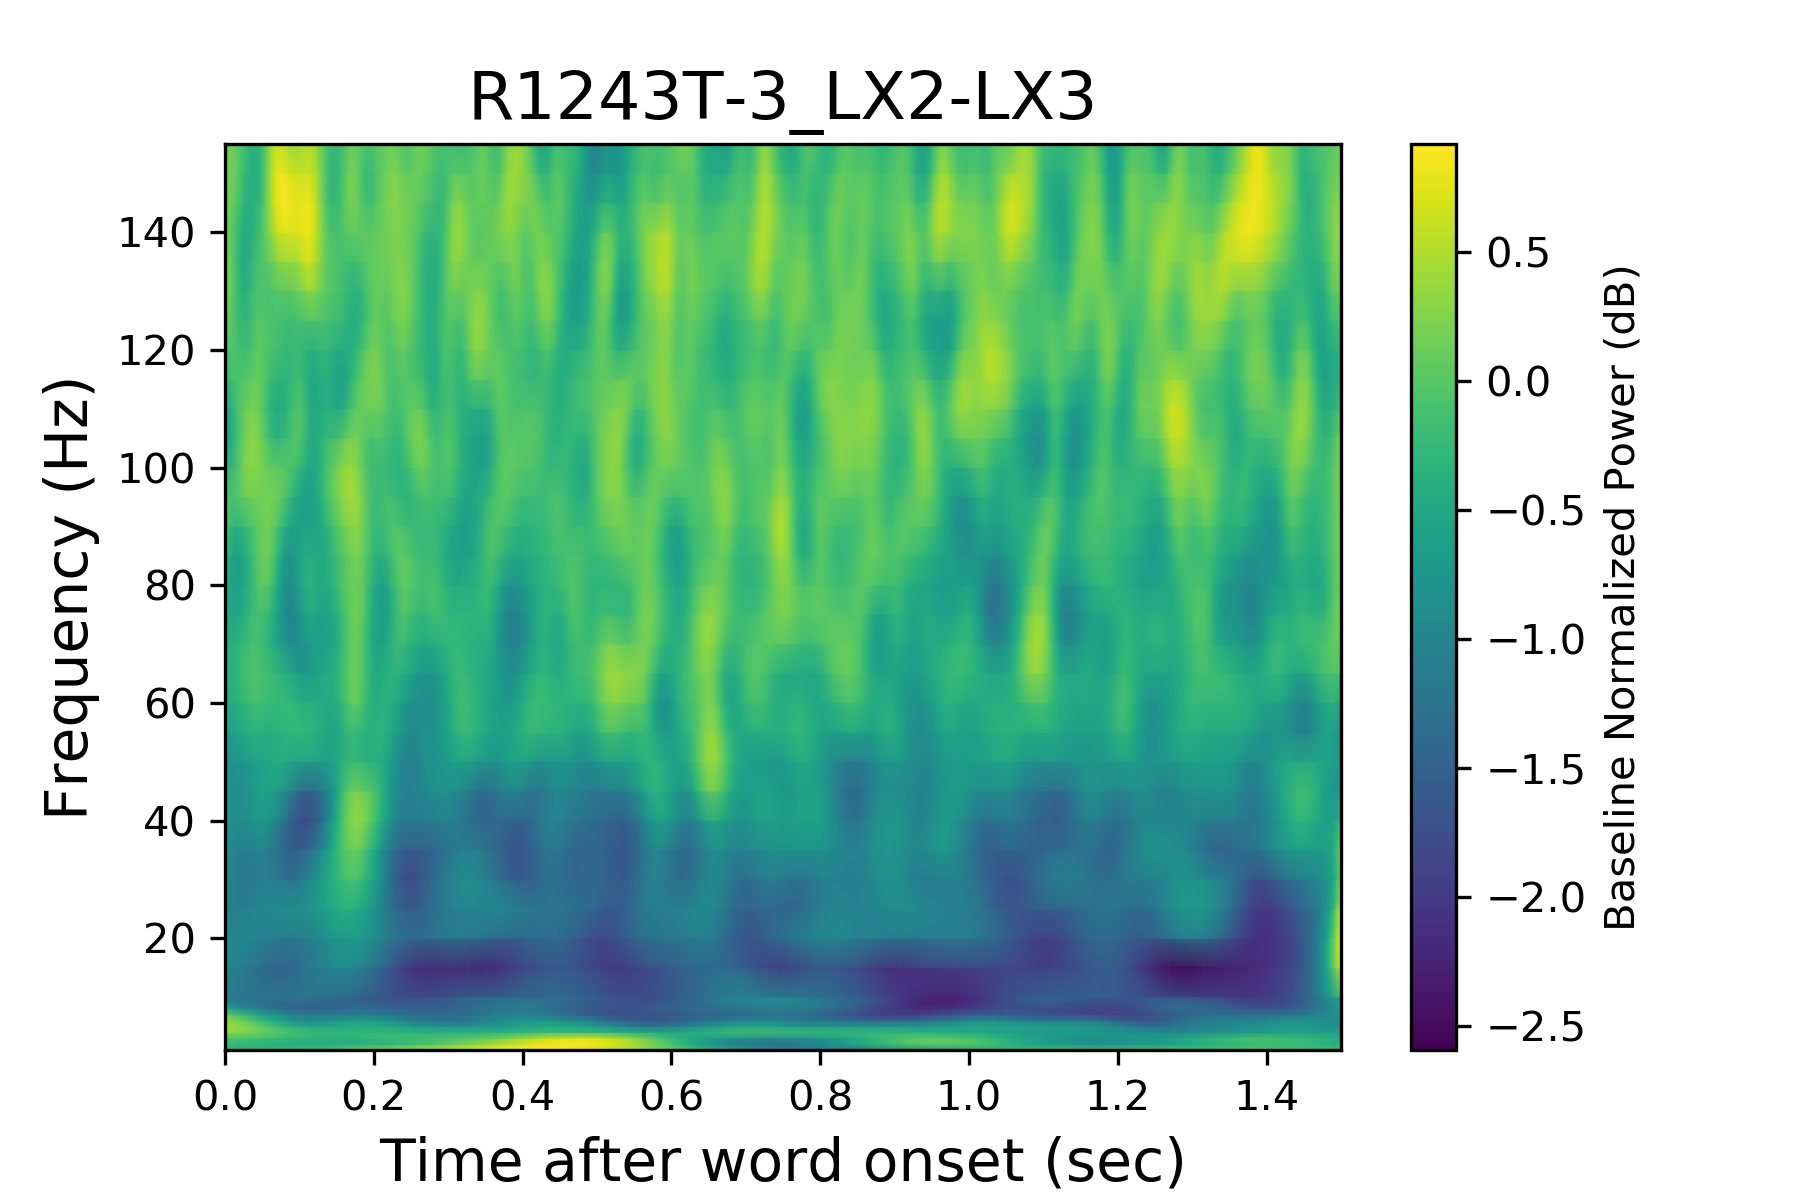 R1243T-3_LX2-LX3
140
120
100
80
60
40
20
Frequency (Hz)
0.0 0.2 0.4 0.6 0.8 1.0 1.2 1.4
Time after word onset (sec)
0.5
0.0
−0.5
−1.0
−1.5
−2.0
−2.5
Baseline Normalized Power (dB)